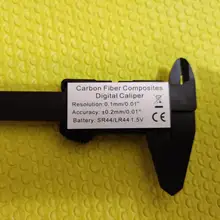 Carbon Fiber Composites
Digital Caliper
Resolution:0.1mm/0.01"
Accuracy: ±0.2mm/0.01"
Battery: SR44/LR44 1.5V